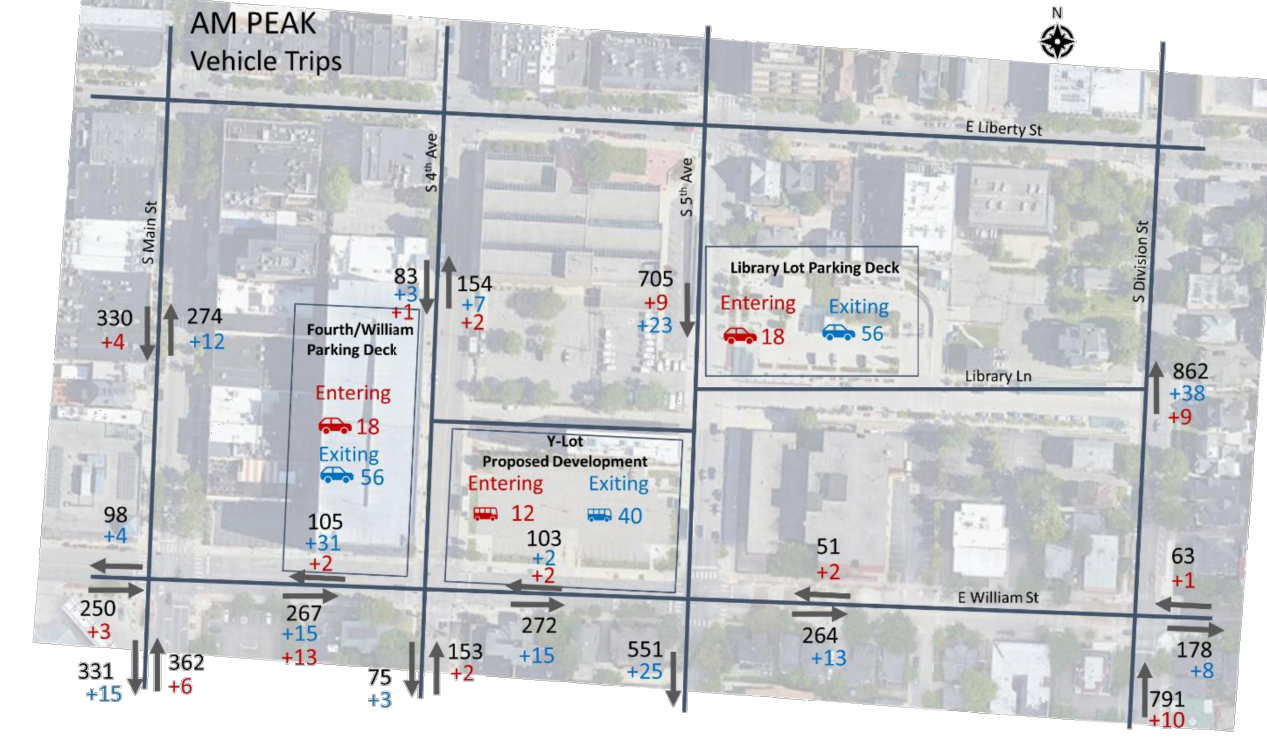 AM PEAK
Vehicle Trips
N
E Liberty St
S Main St
S 4th Ave
S 5th Ave
S Division St
83
+3
+1
154
+7
+2
705
+9
+23
Library Lot Parking Deck
Entering
18
Exiting
56
330
+4
274
+12
Fourth/William
Parking Deck
Entering
18
Exiting
56
Library Ln
862
+38
+9
Y-Lot
Proposed Development
Entering
12
Exiting
40
98
+4
105
+31
+2
103
+2
+2
51
+2
63
+1
E William St
250
+3
267
+15
+13
272
+15
264
+13
178
+8
331
+15
362
+6
75
+3
153
+2
551
+25
791
+10